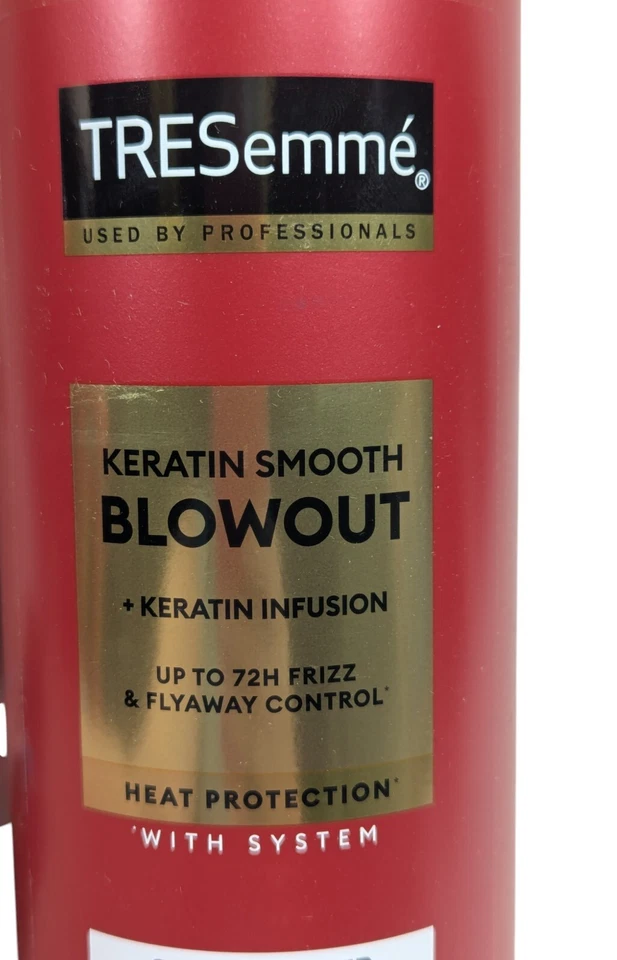 TRESemmé®
USED BY PROFESSIONALS
KERATIN SMOOTH
BLOWOUT
+ KERATIN INFUSION
UP TO 72H FRIZZ
& FLYAWAY CONTROL*
HEAT PROTECTION*
*WITH SYSTEM